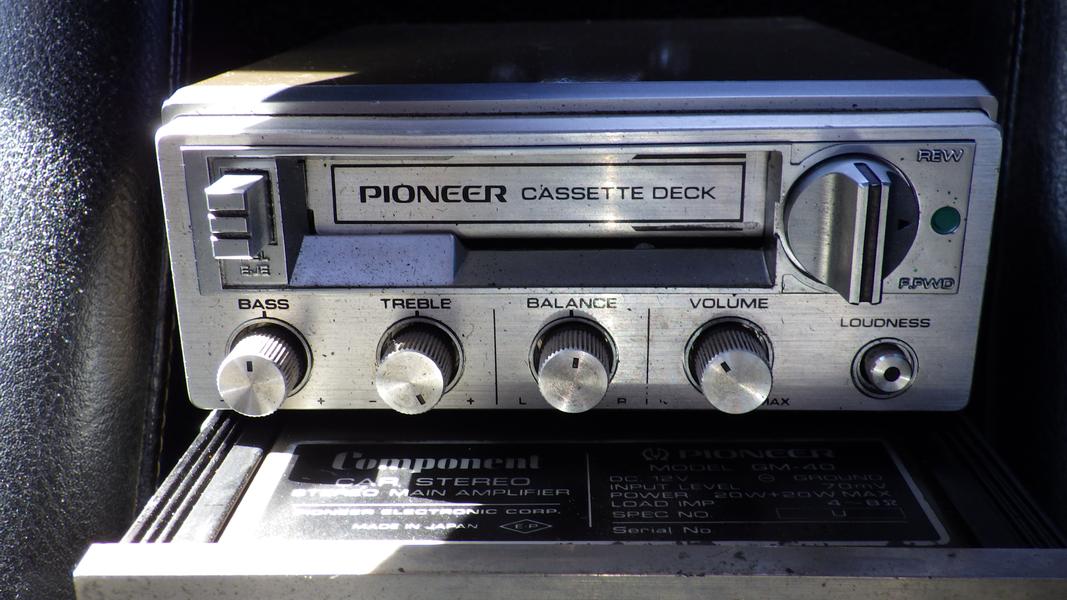 REW
PIONEER CASSETTE DECK
EJE
F.FWD
BASS
TREBLE
BALANCE
VOLUME
LOUDNESS
+
-
+
L
R
MAX
Component
CAR STEREO
STEREO MAIN AMPLIFIER
PIONEER ELECTRONIC CORP.
MADE IN JAPAN
PIONEER
MODEL GM-40
DC 12V ⊖ GROUND
INPUT LEVEL
POWER 20W+20W MAX
LOAD IMP 4-8Ω
SPEC NO. U
Serial No